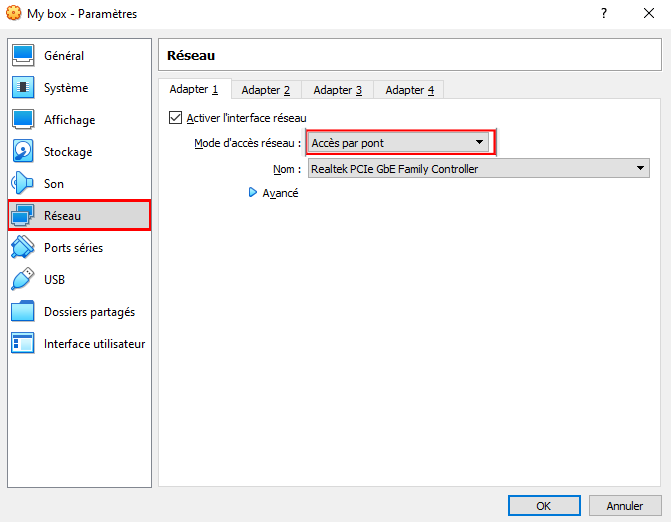 My box - Paramètres
?
Général
Système
Affichage
Stockage
Son
Réseau
Ports séries
USB
Dossiers partagés
Interface utilisateur
Réseau
Adapter 1 Adapter 2 Adapter 3 Adapter 4
Activer l'interface réseau
Mode d'accès réseau : Accès par pont
Nom : Realtek PCIe GbE Family Controller
Avancé
OK Annuler